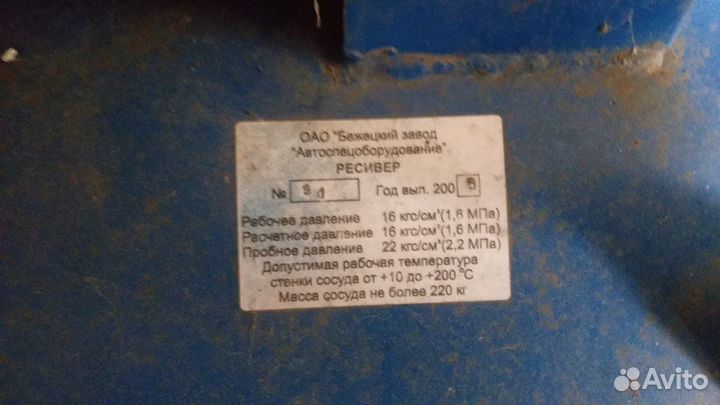 ОАО "Бежецкий завод
"Автоспецоборудование"
РЕСИВЕР
№ Год вып. 200
Рабочее давление 16 кгс/см²(1,6 МПа)
Расчетное давление 16 кгс/см²(1,6 МПа)
Пробное давление 22 кгс/см²(2,2 МПа)
Допустимая рабочая температура
стенки сосуда от +10 до +200 °С
Масса сосуда не более 220 кг
Avito